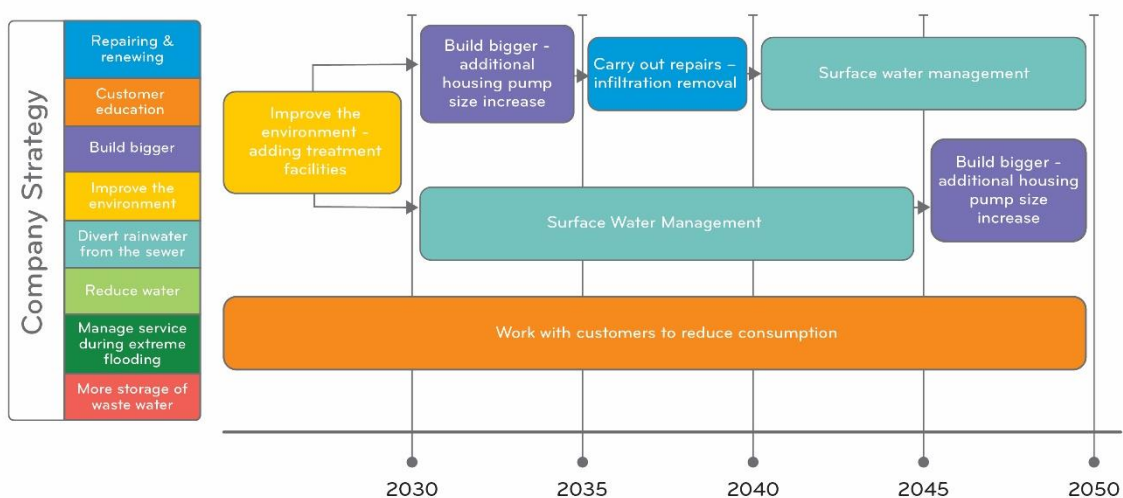 Company Strategy
Repairing &
renewing
Customer
education
Build bigger
Improve the
environment
Divert rainwater
from the sewer
Reduce water
Manage service
during extreme
flooding
More storage of
waste water
Improve the
environment –
adding treatment
facilities
Build bigger -
additional
housing pump
size increase
Carry out repairs –
infiltration removal
Surface water management
Surface Water Management
Build bigger -
additional housing
pump size
increase
Work with customers to reduce consumption
2030
2035
2040
2045
2050